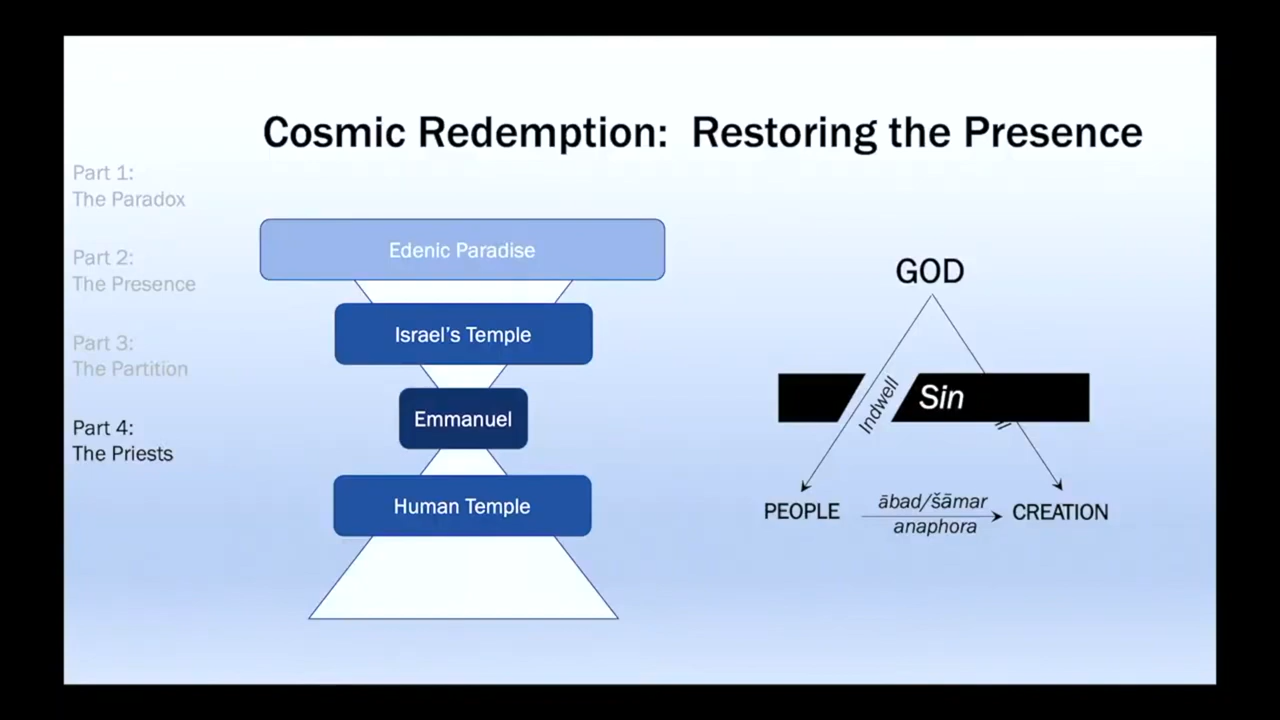 Cosmic Redemption: Restoring the Presence
Part 1:
The Paradox
Part 2:
The Presence
Part 3:
The Partition
Part 4:
The Priests
Edenic Paradise
Israel’s Temple
Emmanuel
Human Temple
GOD
Indwell
Sin
PEOPLE
ābad/šāmar
anaphora
CREATION